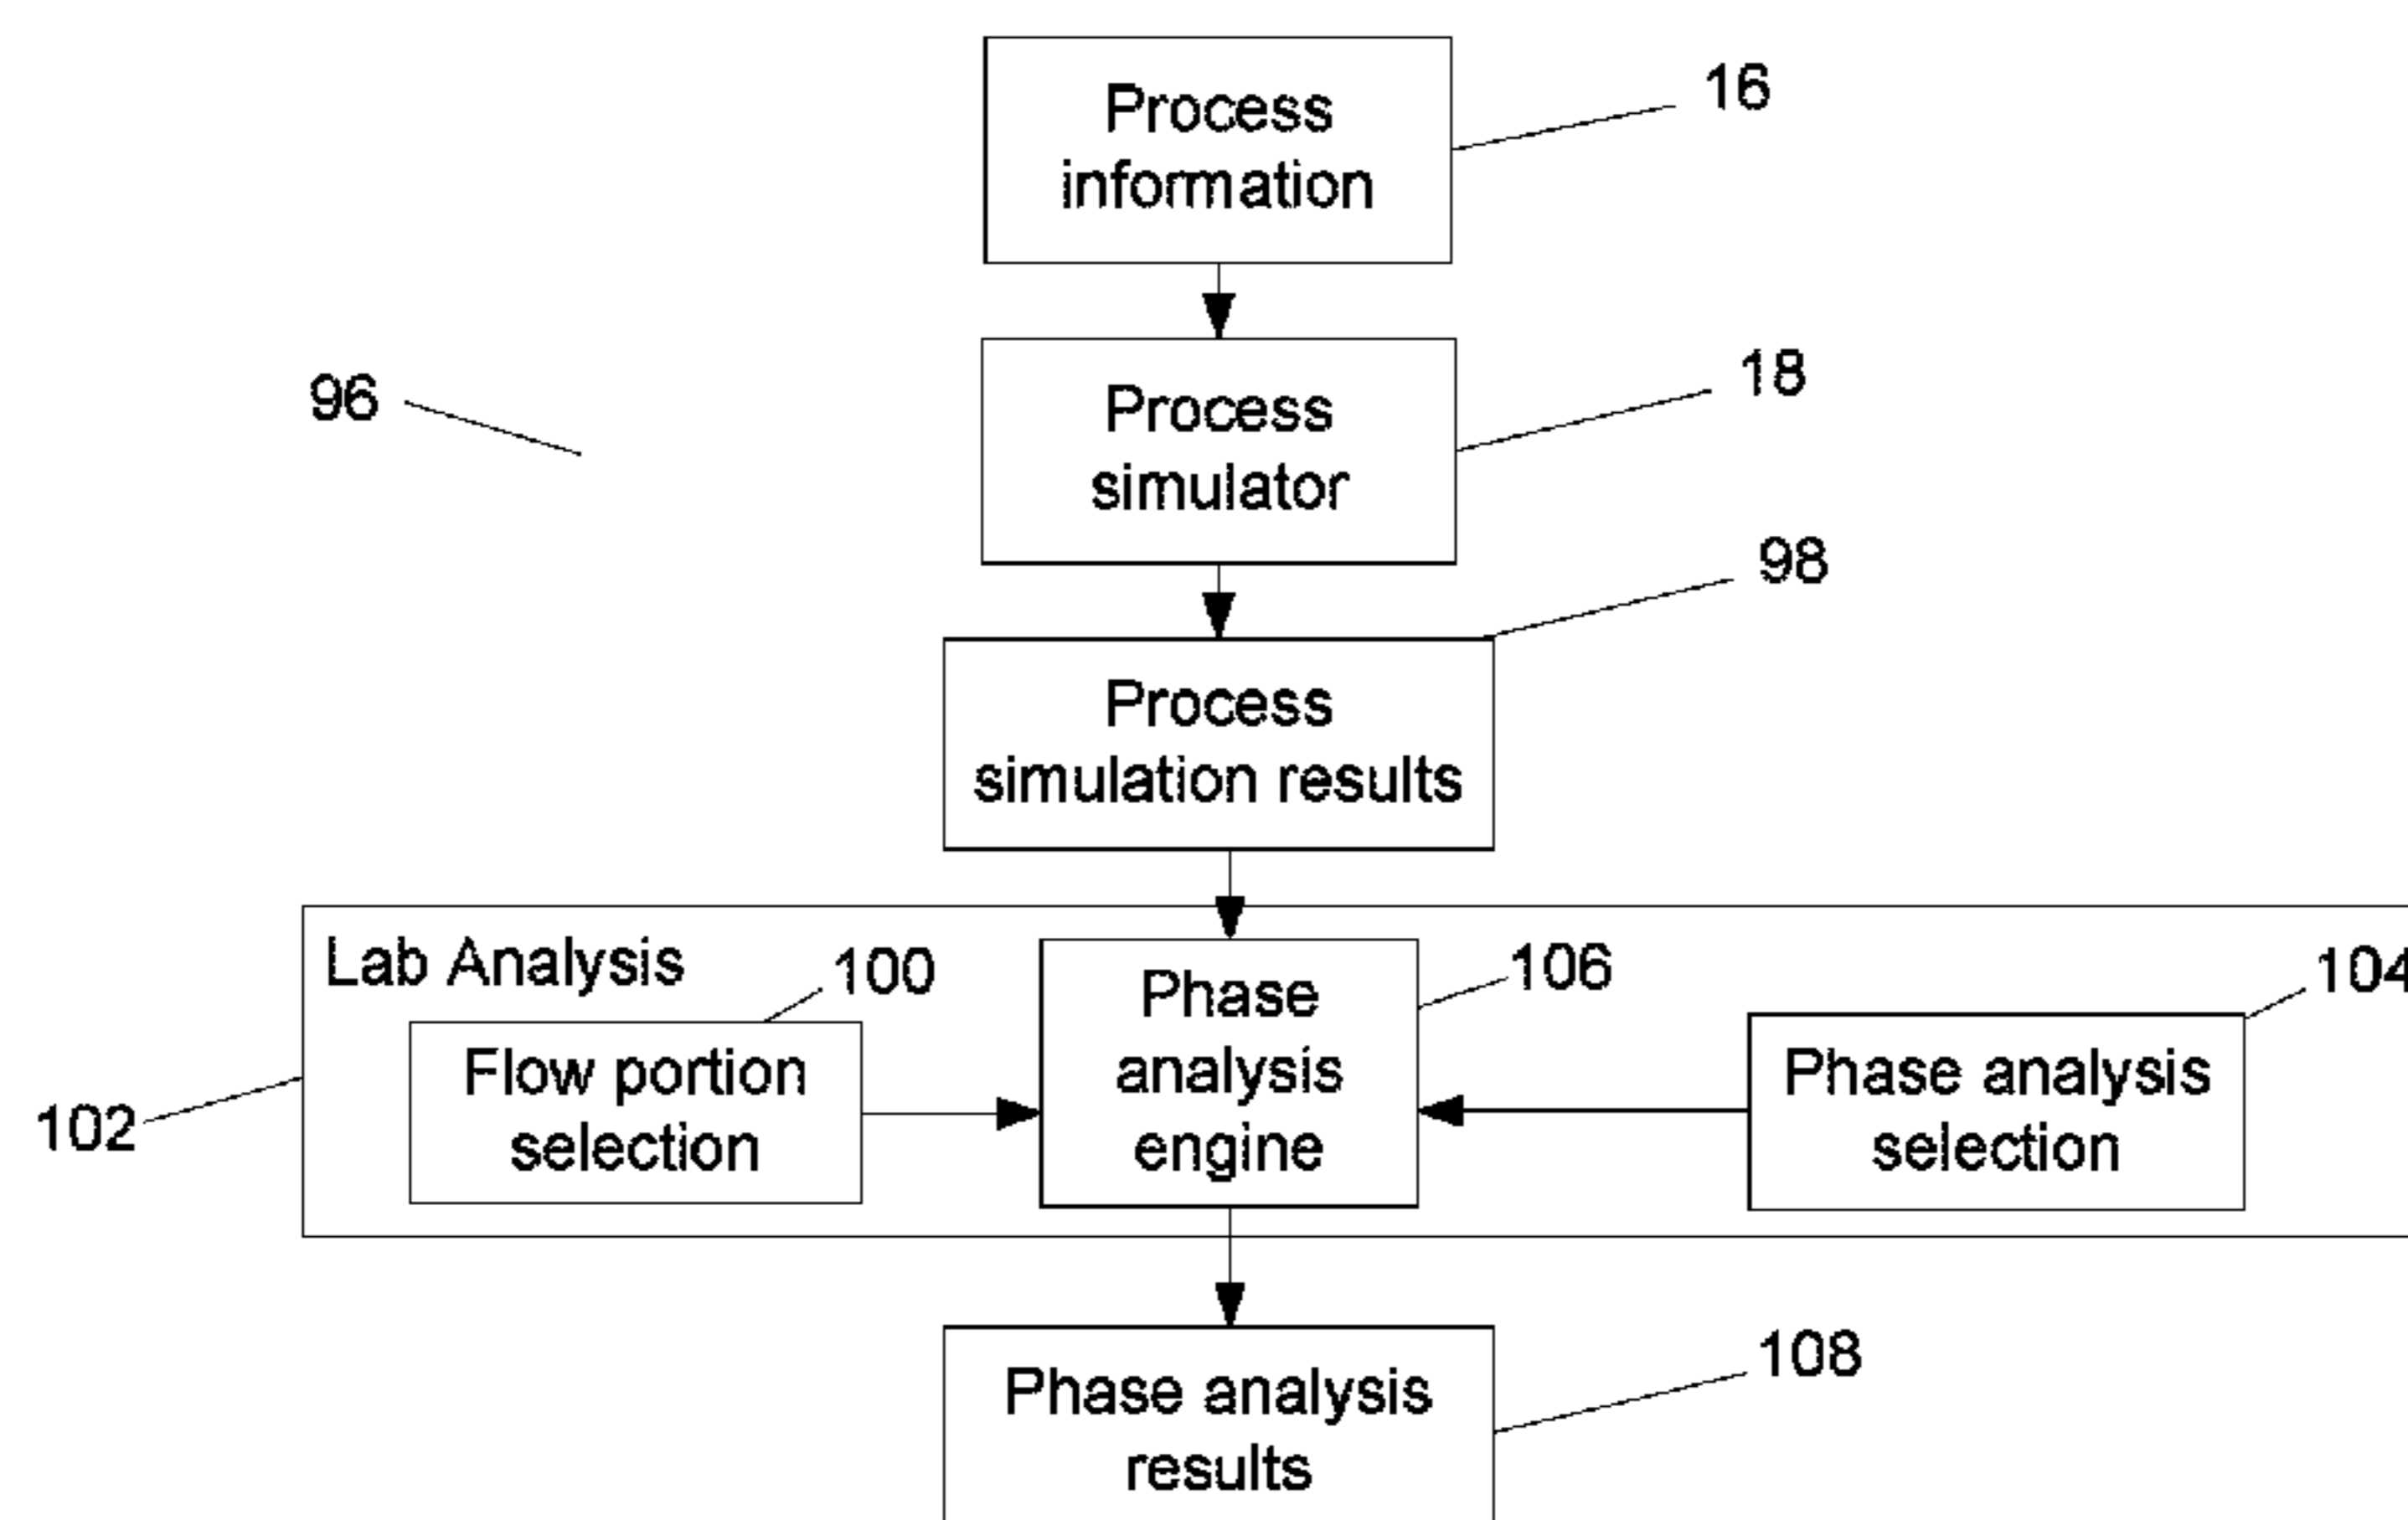 Process
information
16
Process
simulator
18
96
98
Process
simulation results
Lab Analysis
100
106
104
Flow portion
selection
Phase
analysis
engine
Phase analysis
selection
102
108
Phase analysis
results